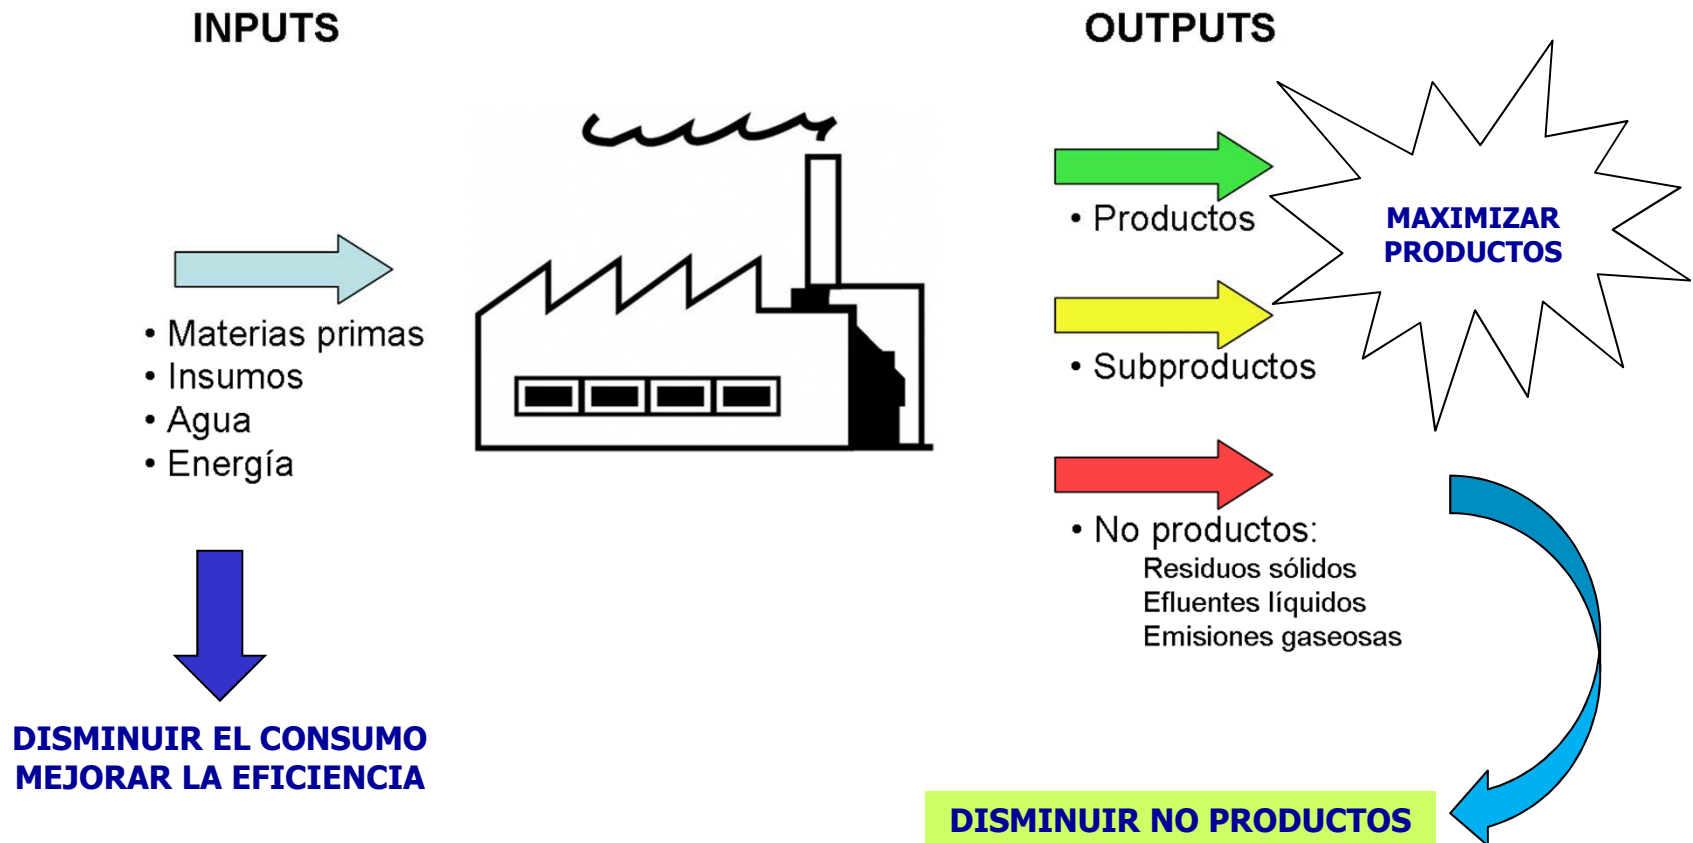 INPUTS
• Materias primas
• Insumos
• Agua
• Energía
DISMINUIR EL CONSUMO
MEJORAR LA EFICIENCIA
OUTPUTS
• Productos
• Subproductos
• No productos:
Residuos sólidos
Efluentes líquidos
Emisiones gaseosas
MAXIMIZAR
PRODUCTOS
DISMINUIR NO PRODUCTOS